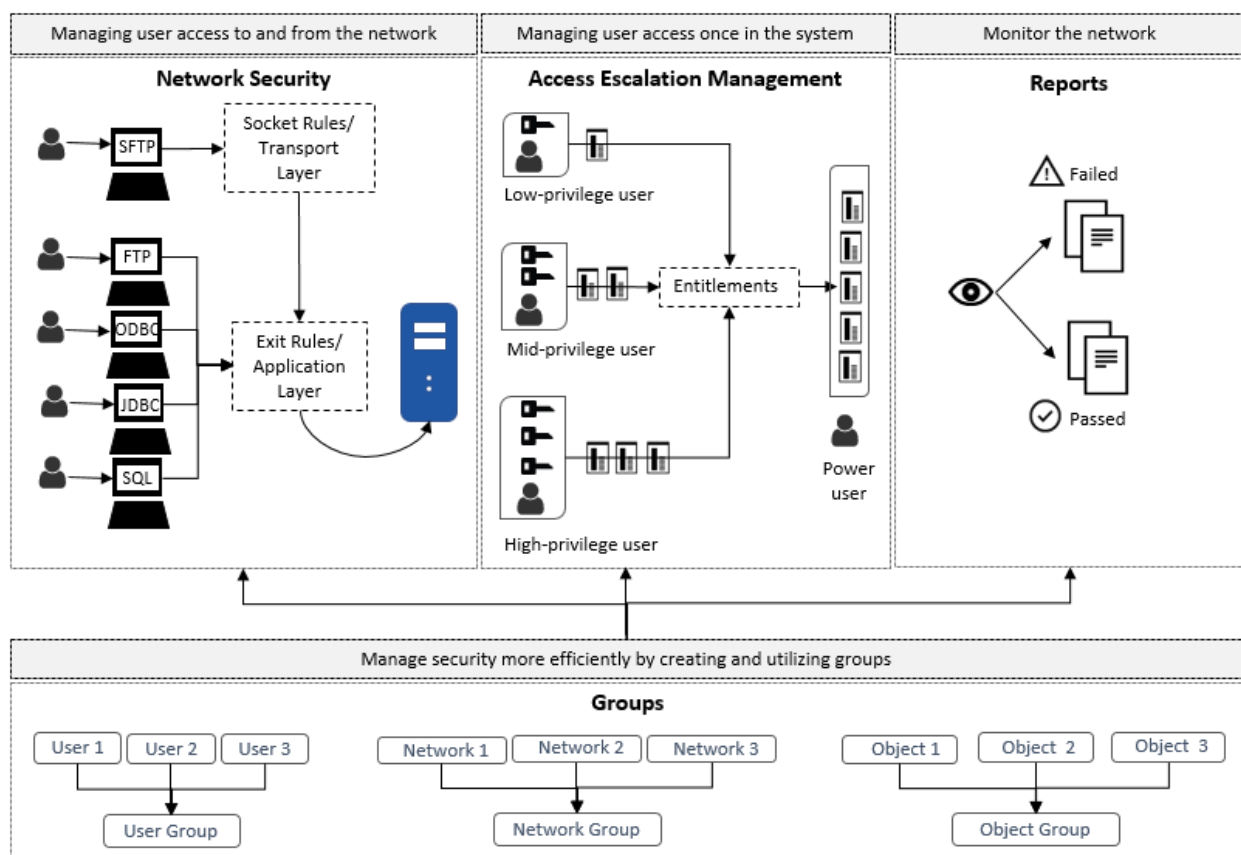 Managing user access to and from the network
Managing user access once in the system
Monitor the network
Network Security
SFTP
Socket Rules/
Transport
Layer
FTP
ODBC
JDBC
SQL
Exit Rules/
Application
Layer
Access Escalation Management
Low-privilege user
Mid-privilege user
High-privilege user
Entitlements
Power
user
Reports
Failed
Passed
Manage security more efficiently by creating and utilizing groups
Groups
User 1
User 2
User 3
User Group
Network 1
Network 2
Network 3
Network Group
Object 1
Object 2
Object 3
Object Group